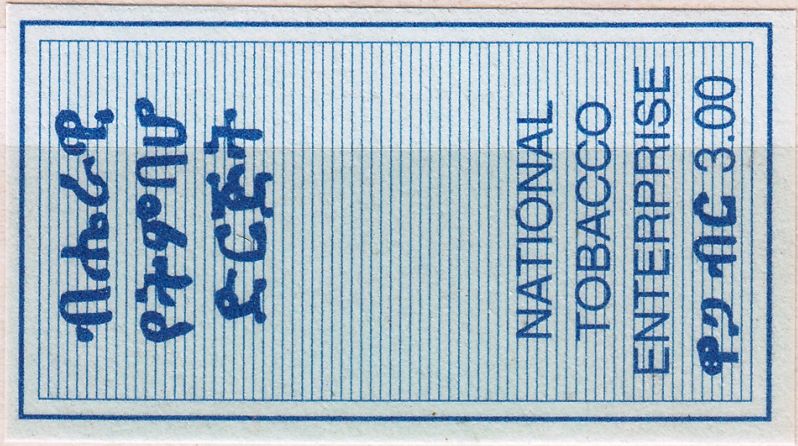 ብሔራዊ
የትምባሆ
ድርጅት
NATIONAL
TOBACCO
ENTERPRISE
ዋጋ ብር 3.00